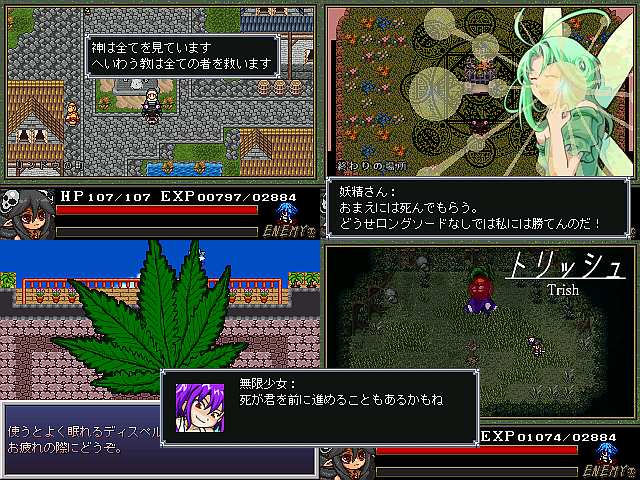 神は全てを見ています
へいわう教は全ての者を救います
HP107/107 EXP00797/02884
ENEMY
終わりの場所
妖精さん：
おまえには死んでもらう。
どうせロングソードなしでは私には勝てんのだ！
使うとよく眠れるディスペル
お疲れの際にどうぞ。
トリッシュ
Trish
無限少女：
死が君を前に進めることもあるかもね
EXP01074/02884
ENEMY